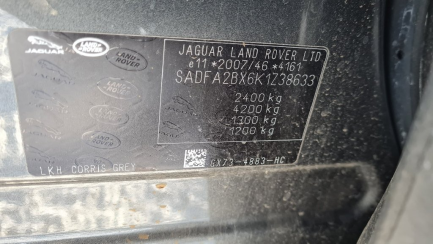 JAGUAR
LAND ROVER
JAGUAR LAND ROVER LTD
e11*2007/46*4161
SADFA2BX6K1Z38633
2400 kg
4200 kg
1300 kg
1200 kg
LKH CORRIS GREY
GX73-4B83-HC